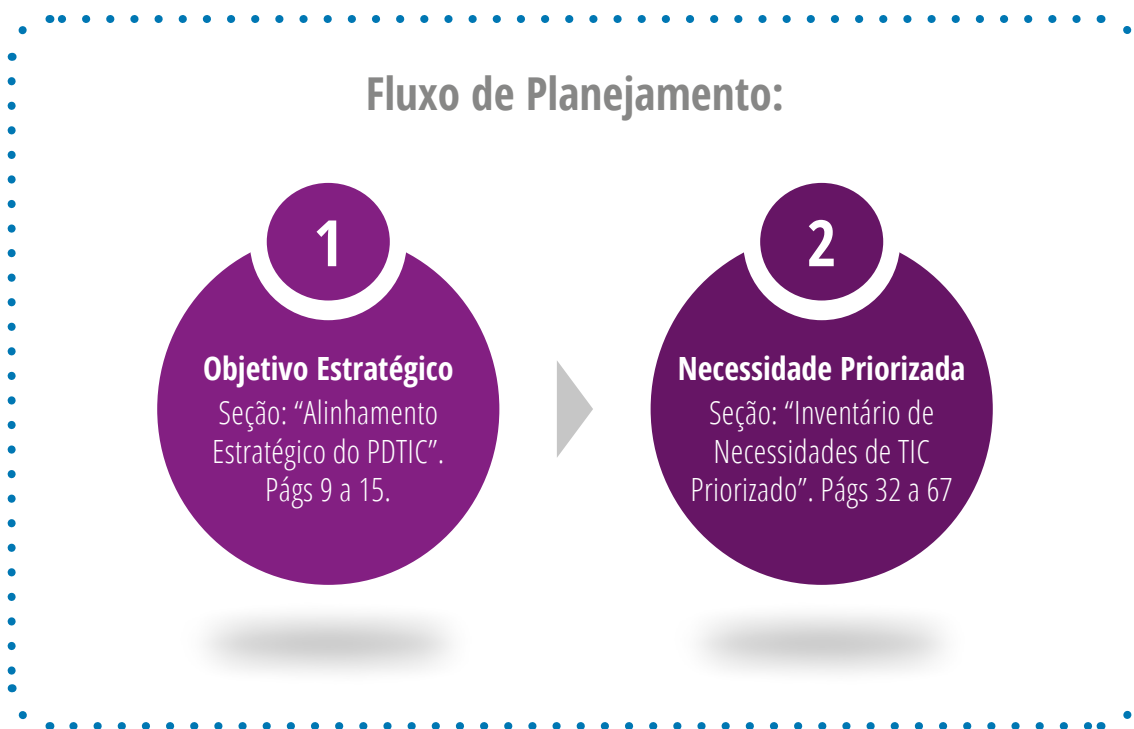 Fluxo de Planejamento:
1
Objetivo Estratégico
Seção: “Alinhamento
Estratégico do PDTIC”.
Págs 9 a 15.
2
Necessidade Priorizada
Seção: “Inventário de
Necessidades de TIC
Priorizado”. Págs 32 a 67